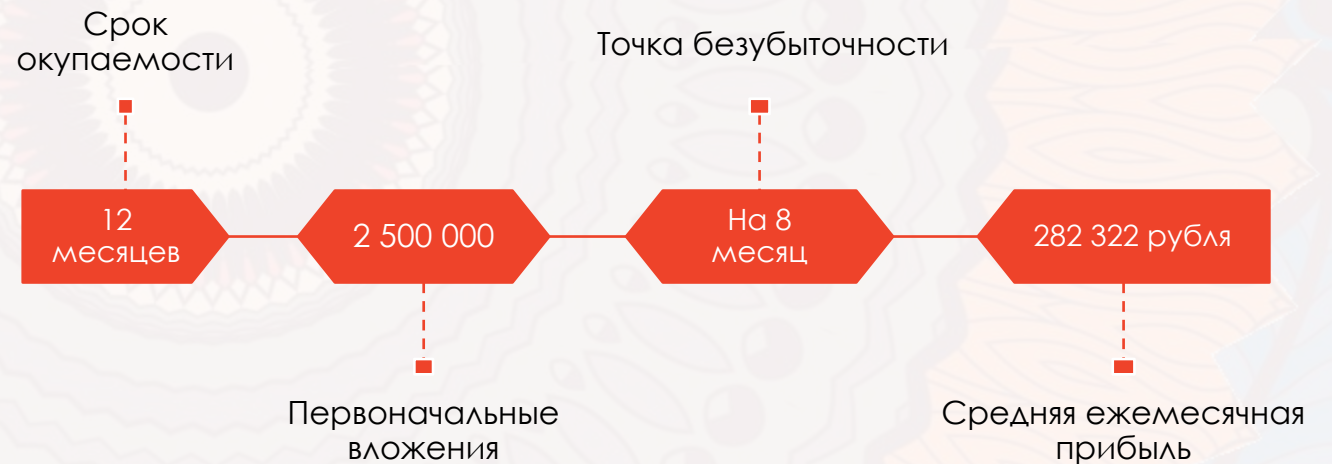 Срок
окупаемости
Точка безубыточности
12
месяцев
2 500 000
На 8
месяц
282 322 рубля
Первоначальные
вложения
Средняя ежемесячная
прибыль